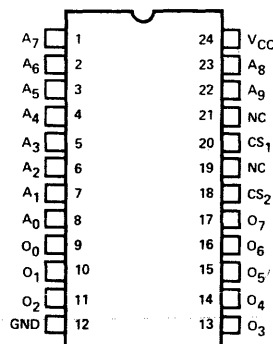 A7 1 24 VCC
A6 2 23 A8
A5 3 22 A9
A4 4 21 NC
A3 5 20 CS1
A2 6 19 NC
A1 7 18 CS2
A0 8 17 O7
O0 9 16 O6
O1 10 15 O5
O2 11 14 O4
GND 12 13 O3